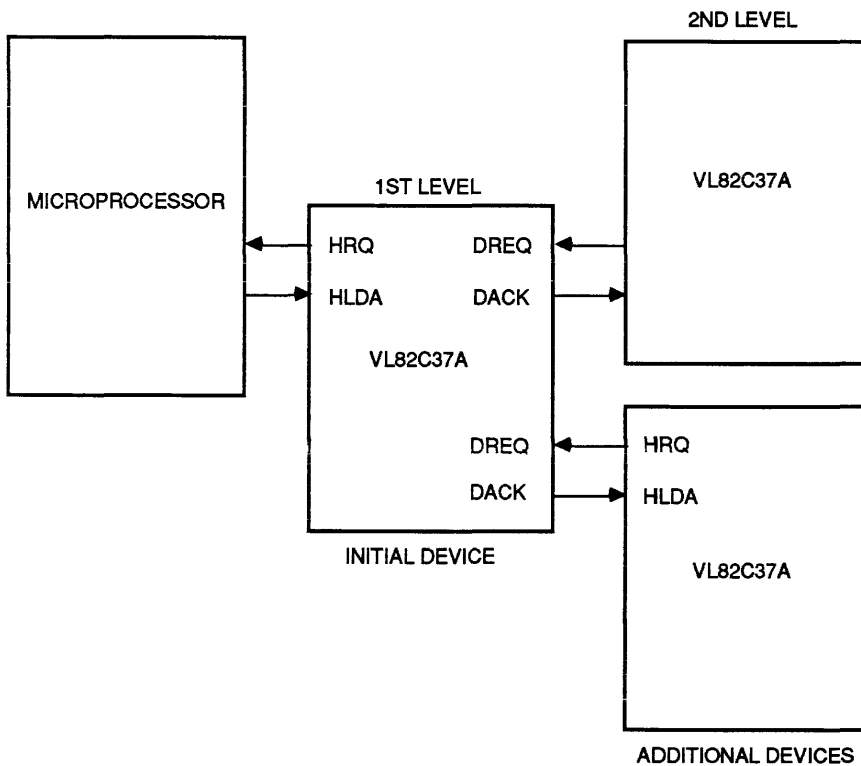 2ND LEVEL
MICROPROCESSOR
1ST LEVEL
VL82C37A
HRQ
DREQ
HLDA
DACK
VL82C37A
DREQ
HRQ
DACK
HLDA
INITIAL DEVICE
VL82C37A
ADDITIONAL DEVICES